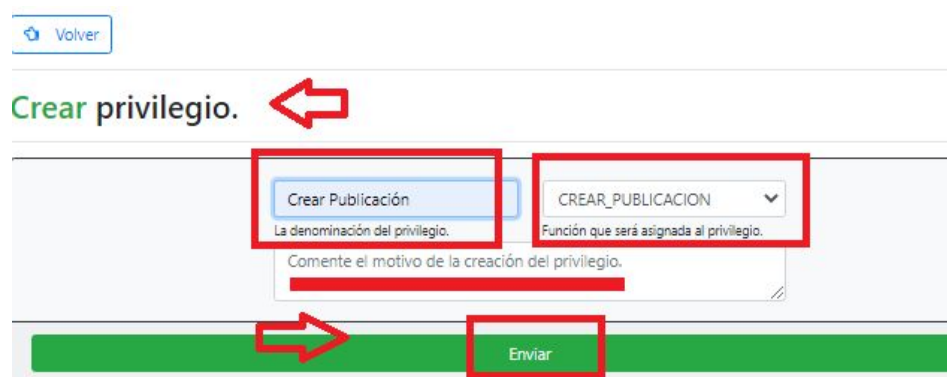 Volver
Crear privilegio.
Crear Publicación CREAR_PUBLICACION
La denominación del privilegio. Función que será asignada al privilegio.
Comente el motivo de la creación del privilegio.
Enviar